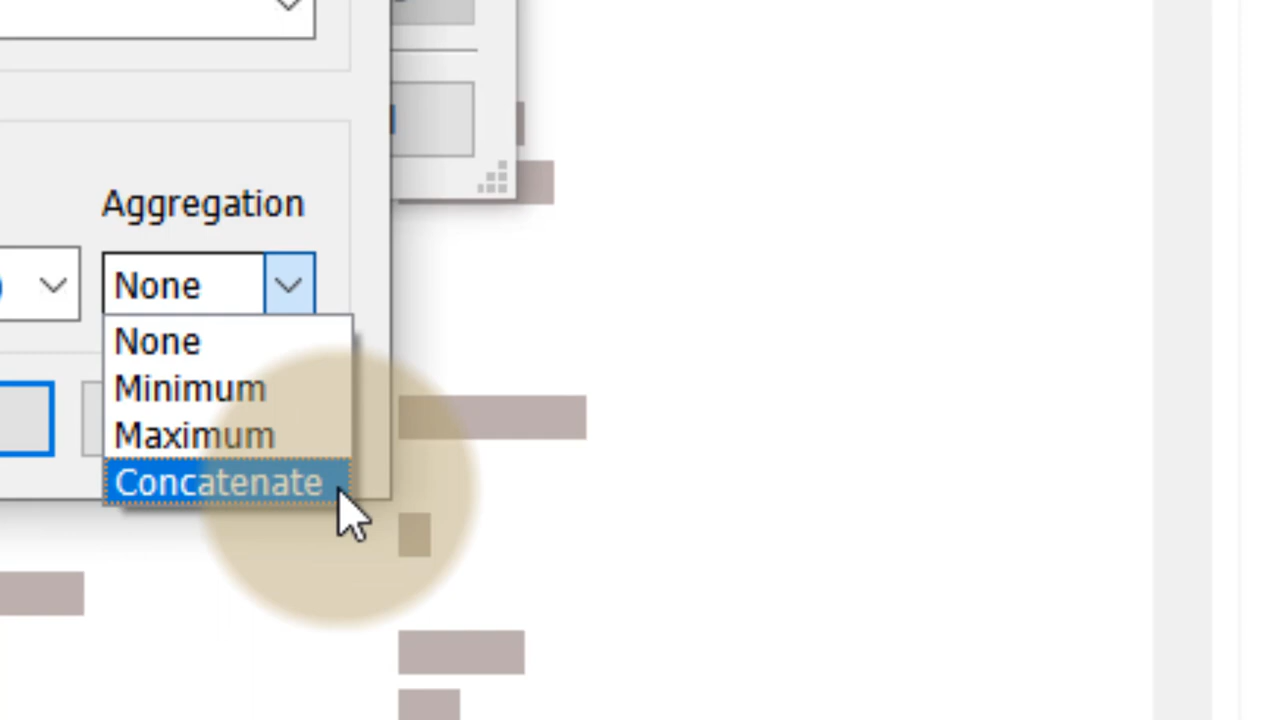 Aggregation
None
None
Minimum
Maximum
Concatenate